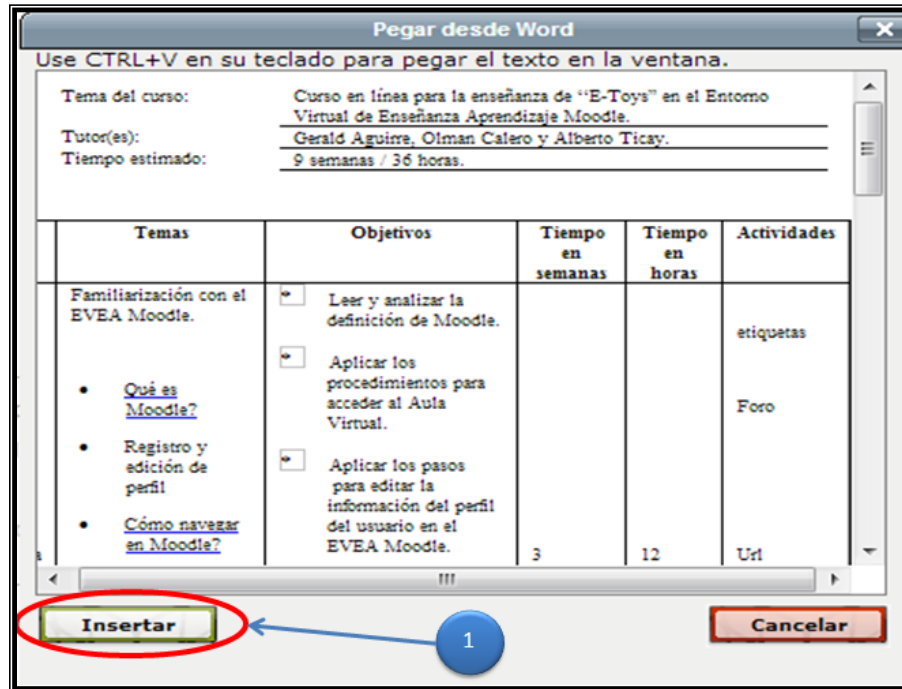 Pegar desde Word
Use CTRL+V en su teclado para pegar el texto en la ventana.
Tema del curso: Curso en línea para la enseñanza de “E-Toys” en el Entorno
Virtual de Enseñanza Aprendizaje Moodle.
Tutor(es): Gerald Aguirre, Olman Calero y Alberto Ticay.
Tiempo estimado: 9 semanas / 36 horas.
Temas Objetivos Tiempo en semanas Tiempo en horas Actividades
Familiarización con el
EVEA Moodle.
• Qué es
Moodle?
• Registro y
edición de
perfil
• Cómo navegar
en Moodle?
Leer y analizar la
definición de Moodle.
Aplicar los
procedimientos para
acceder al Aula
Virtual.
Aplicar los pasos
para editar la
información del perfil
del usuario en el
EVEA Moodle.
3
12
etiquetas
Foro
Url
Insertar
1
Cancelar